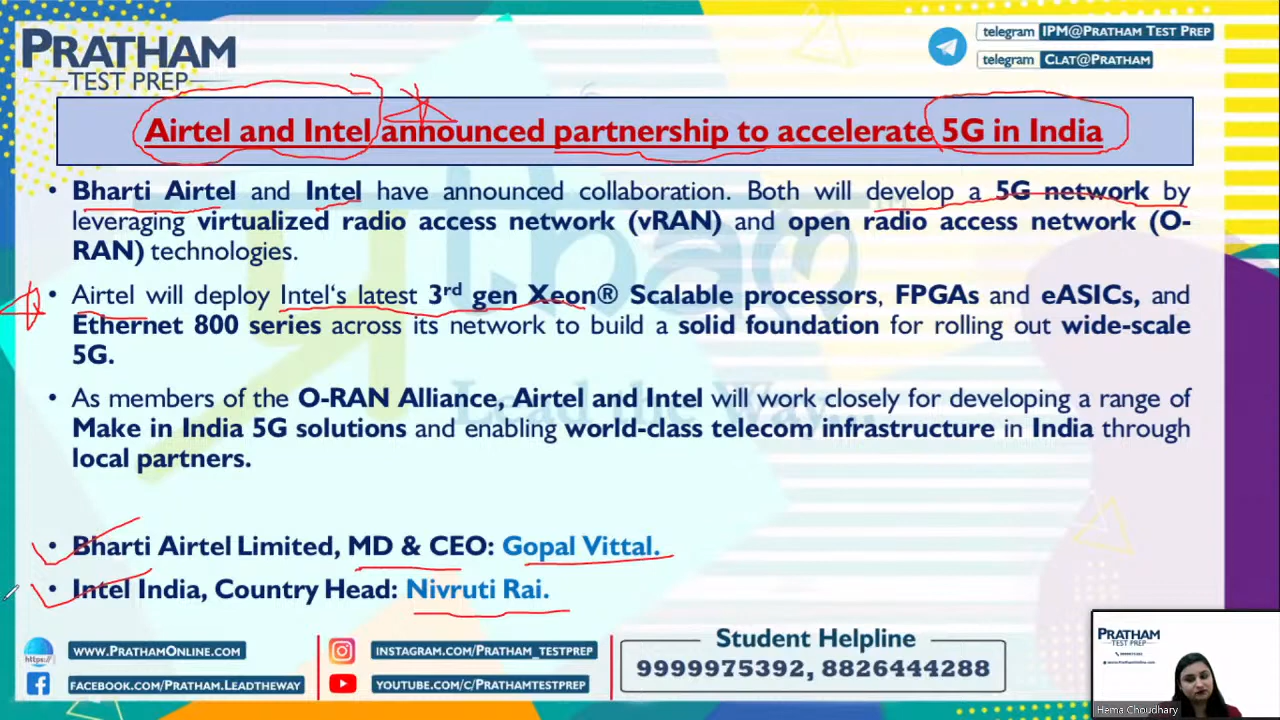 PRATHAM
TEST PREP
telegram IPM@PRATHAM TEST PREP
telegram CLAT@PRATHAM
Airtel and Intel announced partnership to accelerate 5G in India
• Bharti Airtel and Intel have announced collaboration. Both will develop a 5G network by
leveraging virtualized radio access network (vRAN) and open radio access network (O-
RAN) technologies.
• Airtel will deploy Intel's latest 3rd gen Xeon® Scalable processors, FPGAs and eASICs, and
Ethernet 800 series across its network to build a solid foundation for rolling out wide-scale
5G.
• As members of the O-RAN Alliance, Airtel and Intel will work closely for developing a range of
Make in India 5G solutions and enabling world-class telecom infrastructure in India through
local partners.
Lead the Way...
• Bharti Airtel Limited, MD & CEO: Gopal Vittal.
• Intel India, Country Head: Nivruti Rai.
https://
WWW.PRATHAMONLINE.COM
INSTAGRAM.COM/PRATHAM_TESTPREP
FACEBOOK.COM/PRATHAM.LEADTHEWAY
YOUTUBE.COM/C/PRATHAMTESTPREP
Student Helpline
9999975392, 8826444288
PRATHAM
TEST PREP
Hema Choudhary